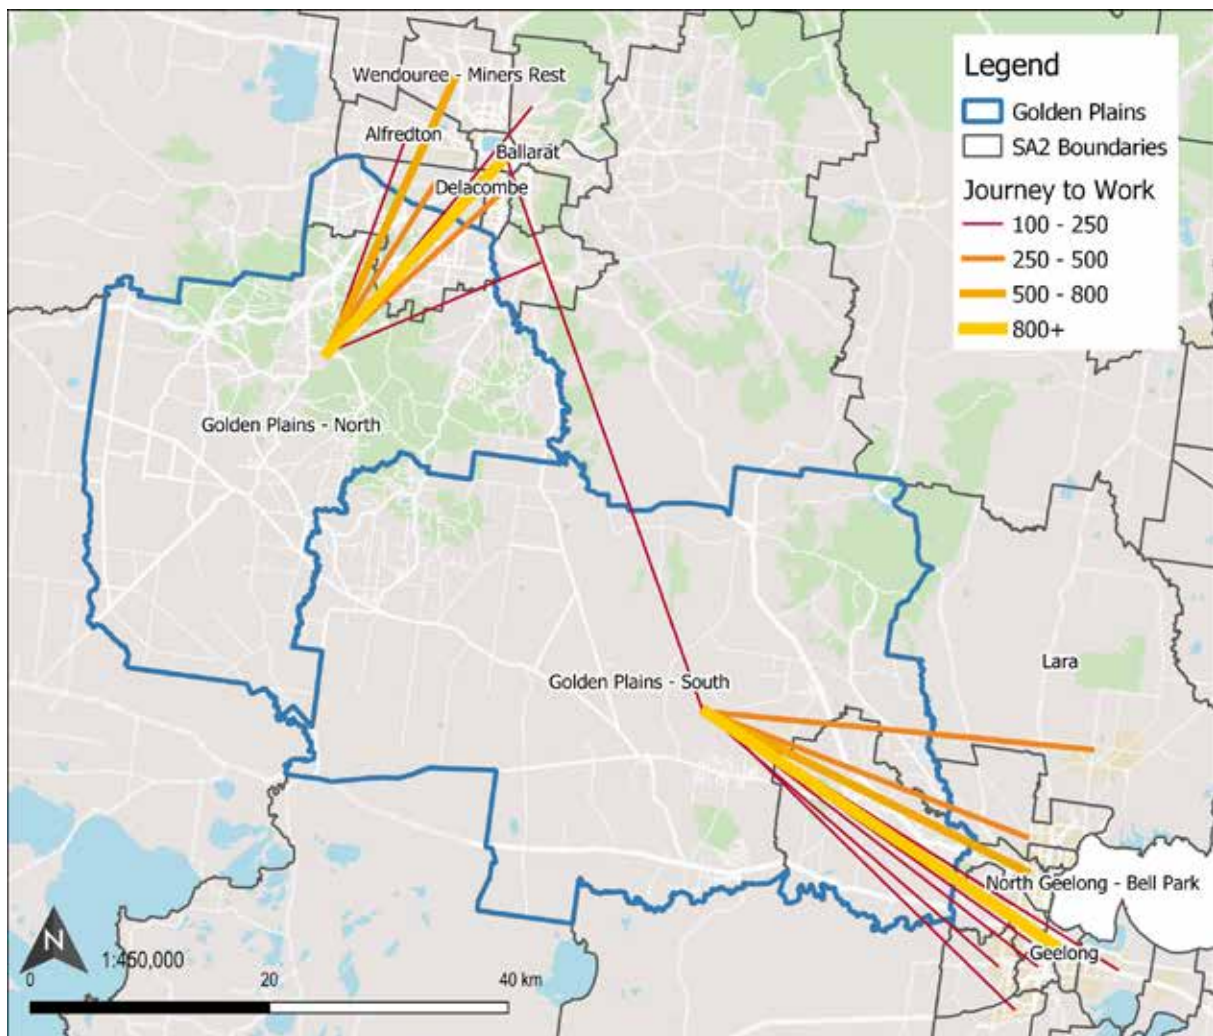 Wendouree - Miners Rest
Alfredton
Ballarat
Delacombe
Golden Plains - North
Golden Plains - South
Lara
North Geelong - Bell Park
Geelong
Legend
Golden Plains
SA2 Boundaries
Journey to Work
100 - 250
250 - 500
500 - 800
800+
N
1:450,000
0
20
40 km